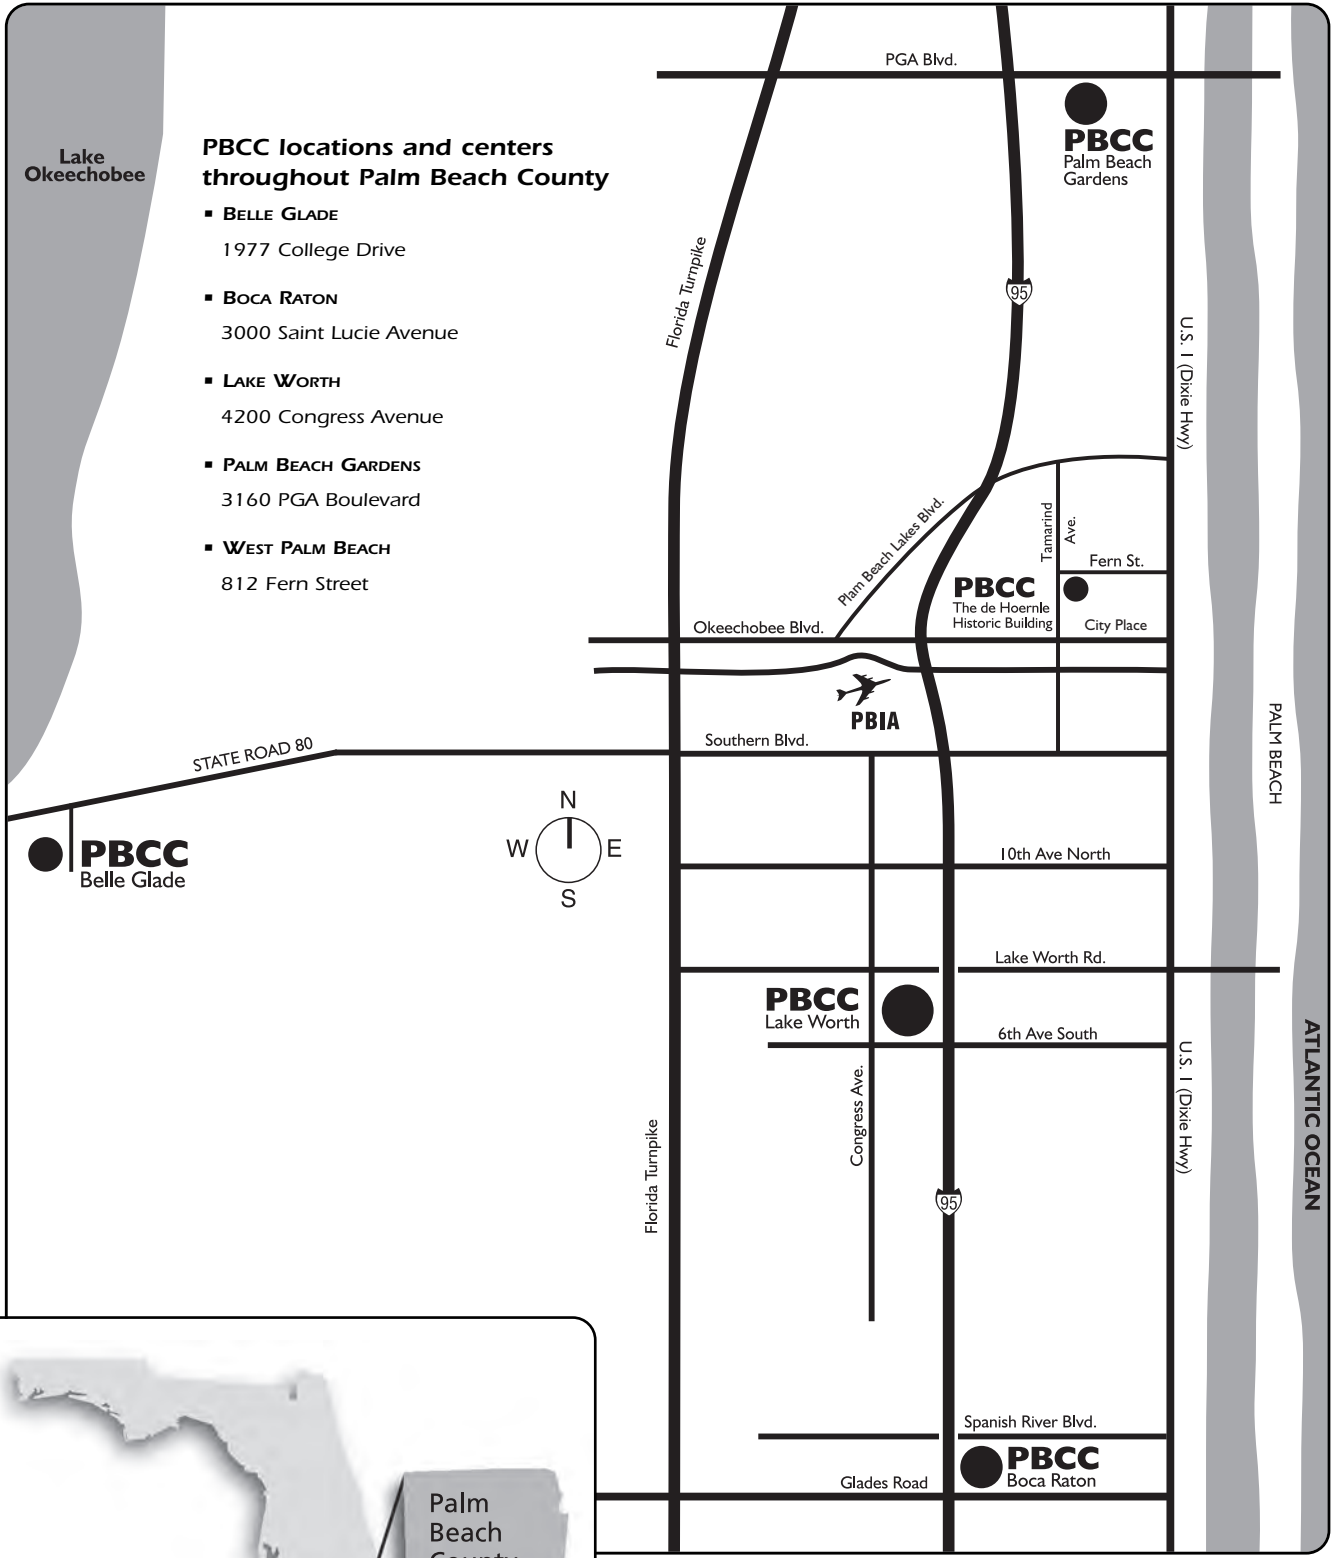 PGA Blvd.
PBCC
Palm Beach
Gardens
Lake
Okeechobee
PBCC locations and centers
throughout Palm Beach County
▪ BELLE GLADE
1977 College Drive
▪ BOCA RATON
3000 Saint Lucie Avenue
▪ LAKE WORTH
4200 Congress Avenue
▪ PALM BEACH GARDENS
3160 PGA Boulevard
▪ WEST PALM BEACH
812 Fern Street
Florida Turnpike
95
U.S. 1 (Dixie Hwy)
Plam Beach Lakes Blvd.
Tamarind
Ave.
Fern St.
PBCC
The de Hoernle
Historic Building
City Place
Okeechobee Blvd.
PBIA
Southern Blvd.
STATE ROAD 80
PALM BEACH
N
W
E
S
PBCC
Belle Glade
10th Ave North
Lake Worth Rd.
PBCC
Lake Worth
6th Ave South
Congress Ave.
U.S. 1 (Dixie Hwy)
ATLANTIC OCEAN
Florida Turnpike
95
Spanish River Blvd.
PBCC
Boca Raton
Glades Road
Palm
Beach
County